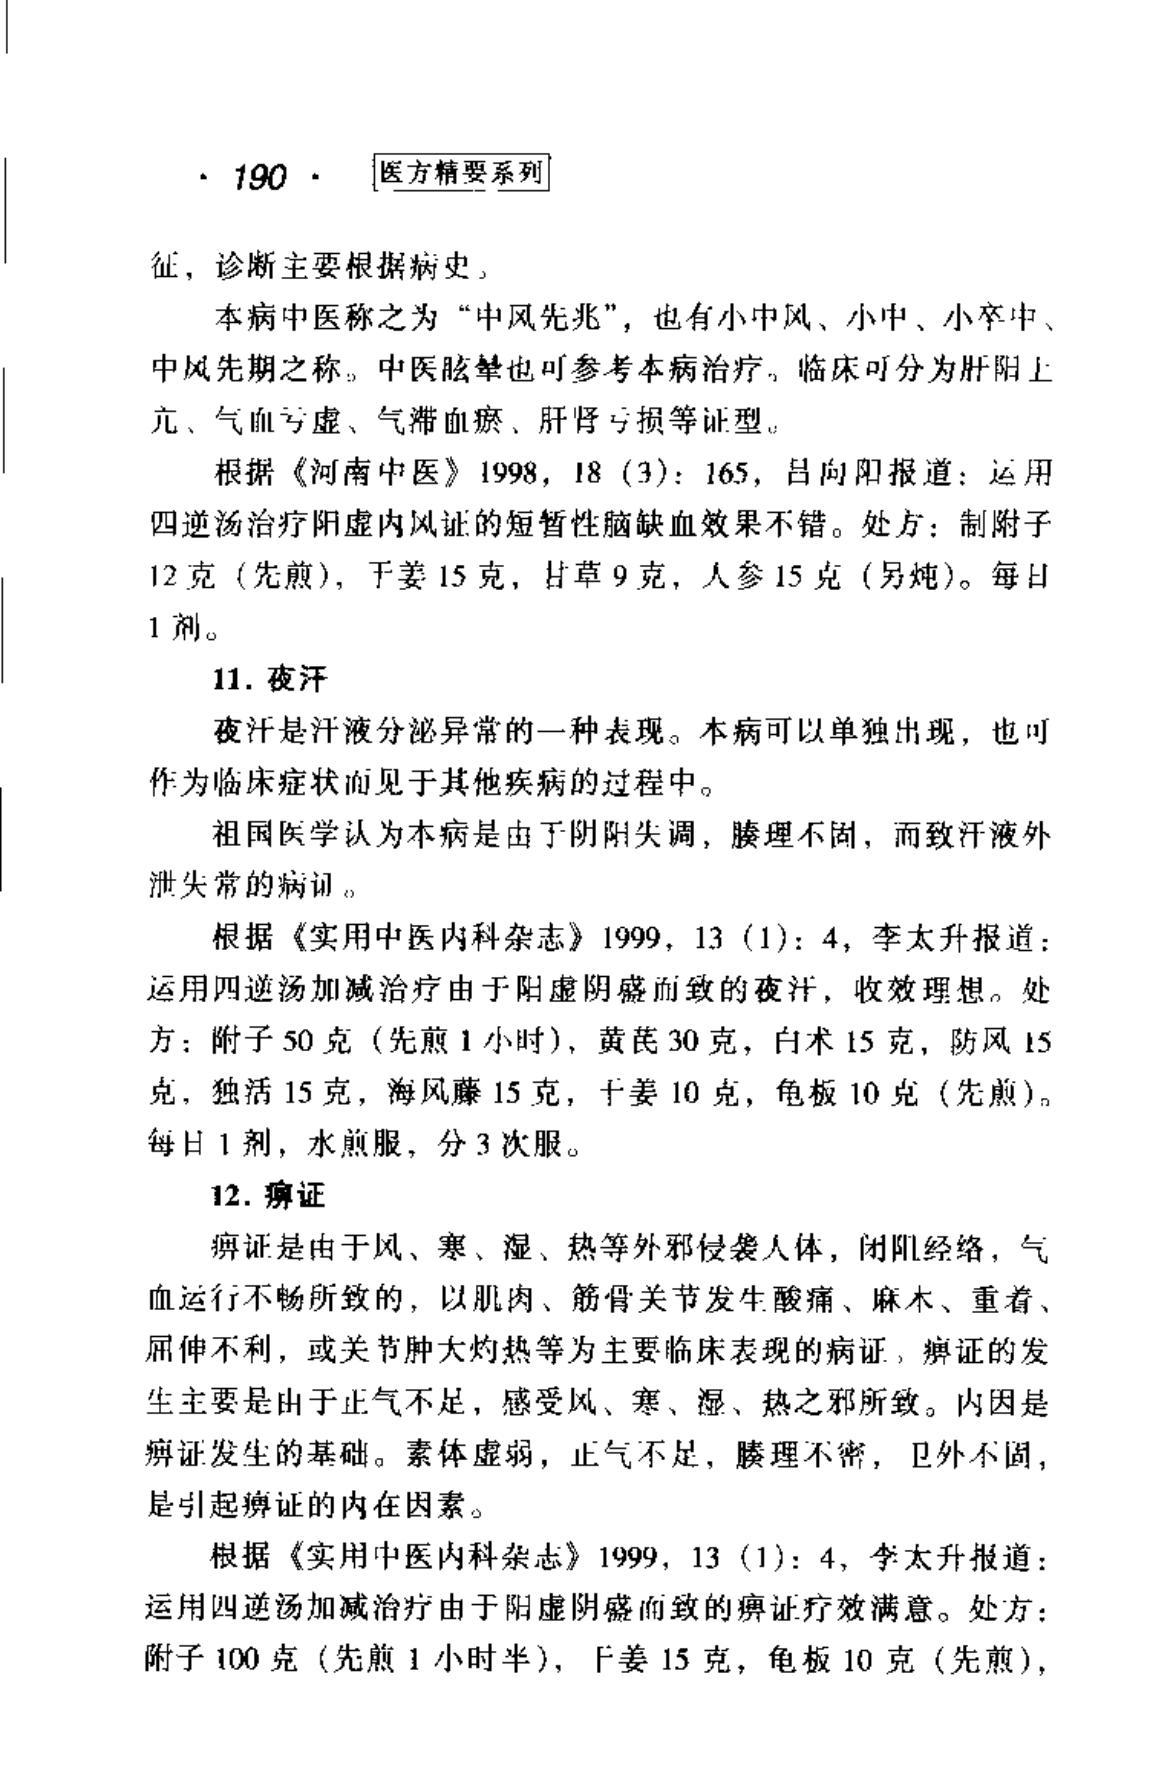 · 190 · 医方精要系列
征，诊断主要根据病史。
本病中医称之为“中风先兆”，也有小中风、小中、小卒中、
中风先期之称。中医眩晕也可参考本病治疗。临床可分为肝阳上
亢、气血亏虚、气滞血瘀、肝肾亏损等证型。
根据《河南中医》1998，18（3）：165，吕向阳报道：运用
四逆汤治疗阳虚内风证的短暂性脑缺血效果不错。处方：制附子
12克（先煎），干姜15克，甘草9克，人参15克（另炖）。每日
1剂。
11. 夜汗
夜汗是汗液分泌异常的一种表现。本病可以单独出现，也可
作为临床症状而见于其他疾病的过程中。
祖国医学认为本病是由于阴阳失调，腠理不固，而致汗液外
泄失常的病证。
根据《实用中医内科杂志》1999，13（1）：4，李太升报道：
运用四逆汤加减治疗由于阳虚阴盛而致的夜汗，收效理想。处
方：附子50克（先煎1小时），黄芪30克，白术15克，防风15
克，独活15克，海风藤15克，干姜10克，龟板10克（先煎）。
每日1剂，水煎服，分3次服。
12. 痹证
痹证是由于风、寒、湿、热等外邪侵袭人体，闭阻经络，气
血运行不畅所致的，以肌肉、筋骨关节发生酸痛、麻木、重着、
屈伸不利，或关节肿大灼热等为主要临床表现的病证。痹证的发
生主要是由于正气不足，感受风、寒、湿、热之邪所致。内因是
痹证发生的基础。素体虚弱，正气不足，腠理不密，卫外不固，
是引起痹证的内在因素。
根据《实用中医内科杂志》1999，13（1）：4，李太升报道：
运用四逆汤加减治疗由于阳虚阴盛而致的痹证疗效满意。处方：
附子100克（先煎1小时半），干姜15克，龟板10克（先煎），